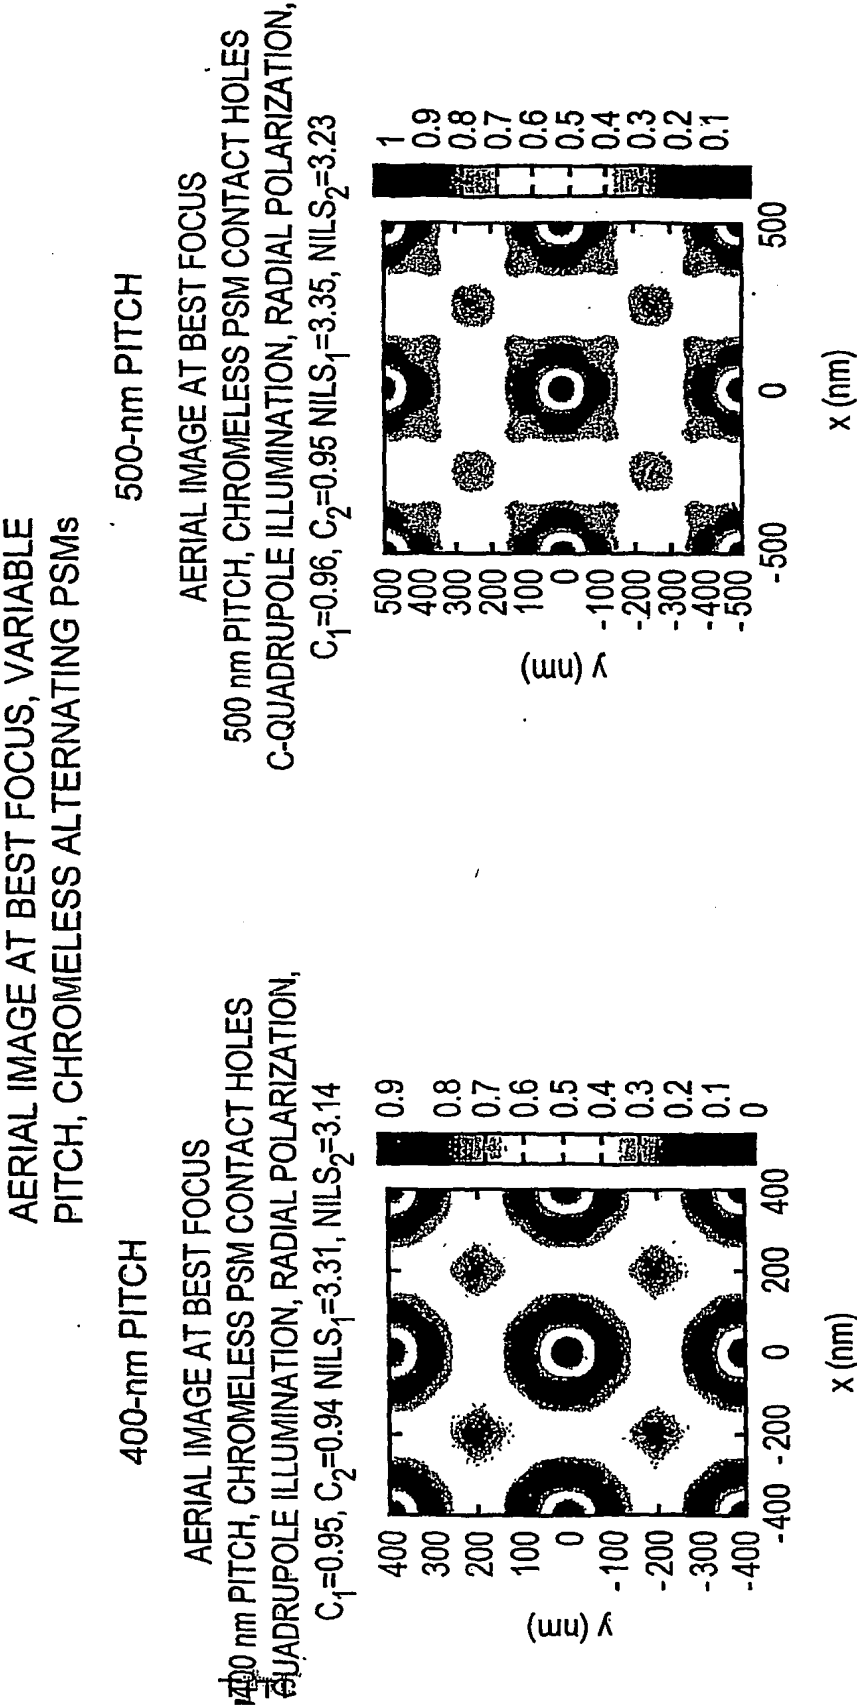 AERIAL IMAGE AT BEST FOCUS, VARIABLE
PITCH, CHROMELESS ALTERNATING PSMs
400-nm PITCH
AERIAL IMAGE AT BEST FOCUS
400 nm PITCH, CHROMELESS PSM CONTACT HOLES
QUADRUPOLE ILLUMINATION, RADIAL POLARIZATION,
C1=0.95, C2=0.94 NILS1=3.31, NILS2=3.14
400
300
200
100
0
-100
-200
-300
-400
y (nm)
-400 -200 0 200 400
x (nm)
0.9
0.8
0.7
0.6
0.5
0.4
0.3
0.2
0.1
0
500-nm PITCH
AERIAL IMAGE AT BEST FOCUS
500 nm PITCH, CHROMELESS PSM CONTACT HOLES
C-QUADRUPOLE ILLUMINATION, RADIAL POLARIZATION,
C1=0.96, C2=0.95 NILS1=3.35, NILS2=3.23
500
400
300
200
100
0
-100
-200
-300
-400
-500
y (nm)
-500 0 500
x (nm)
1
0.9
0.8
0.7
0.6
0.5
0.4
0.3
0.2
0.1